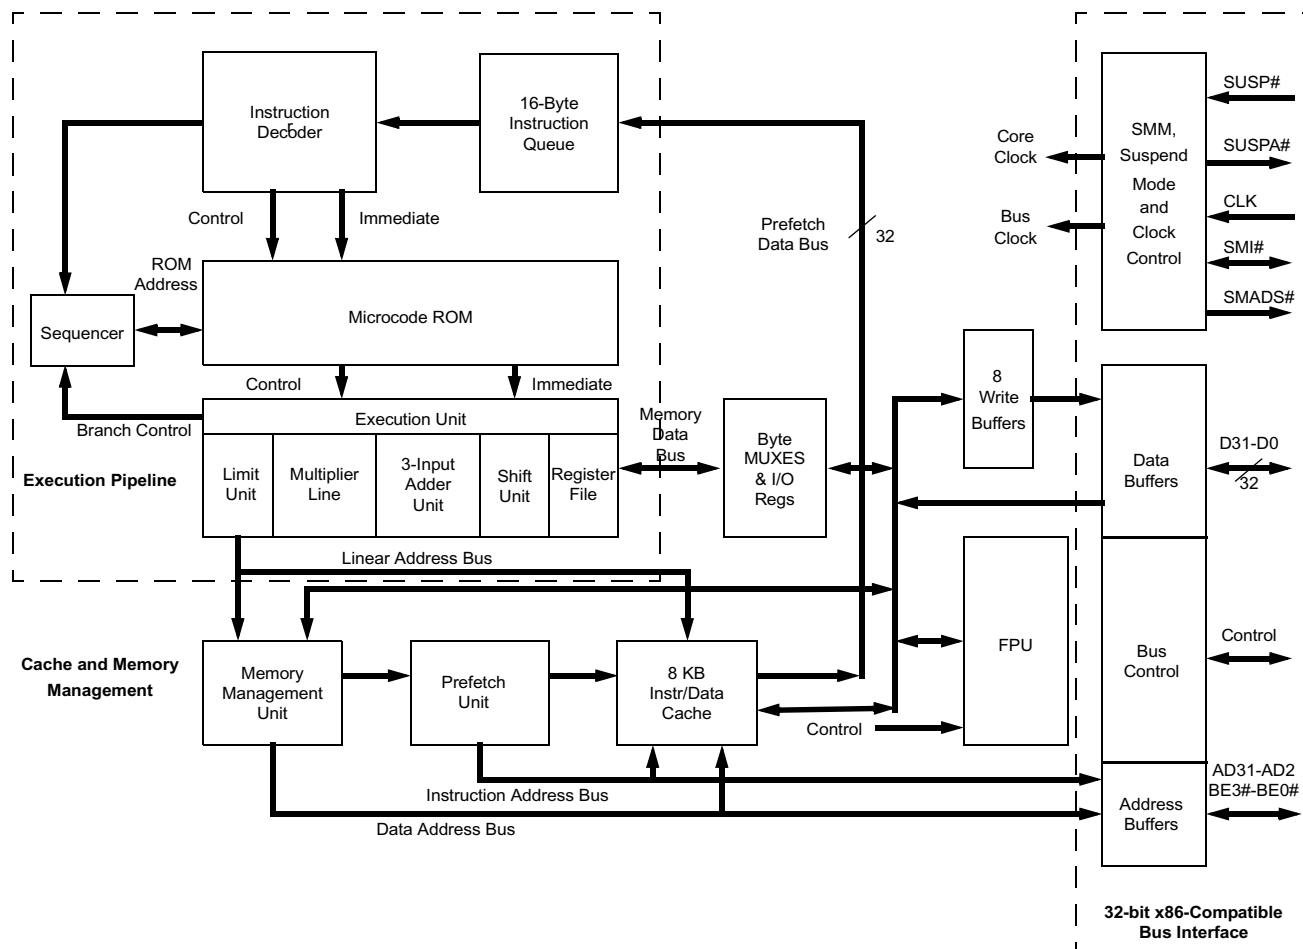 Instruction
Decoder
16-Byte
Instruction
Queue
Control
Immediate
ROM
Address
Sequencer
Microcode ROM
Control
Immediate
Branch Control
Execution Unit
Limit
Unit
Multiplier
Line
3-Input
Adder
Unit
Shift
Unit
Register
File
Execution Pipeline
Memory
Data
Bus
Byte
MUXES
& I/O
Regs
Prefetch
Data Bus
32
Linear Address Bus
Cache and Memory
Management
Memory
Management
Unit
Prefetch
Unit
8 KB
Instr/Data
Cache
Instruction Address Bus
Data Address Bus
Core
Clock
Bus
Clock
SMM,
Suspend
Mode
and
Clock
Control
SUSP#
SUSPA#
CLK
SMI#
SMADS#
8
Write
Buffers
Data
Buffers
D31-D0
32
FPU
Control
Bus
Control
Control
Address
Buffers
AD31-AD2
BE3#-BE0#
32-bit x86-Compatible
Bus Interface